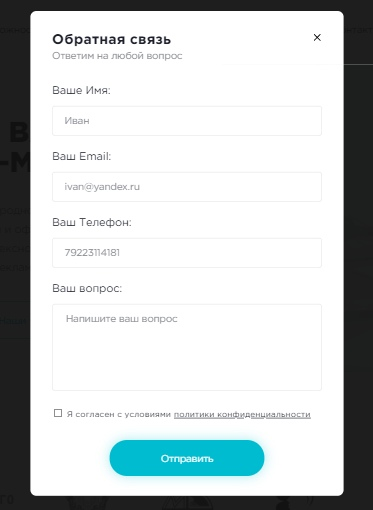 Обратная связь
Ответим на любой вопрос
Ваше Имя:
Иван
Ваш Email:
ivan@yandex.ru
Ваш Телефон:
79223114181
Ваш вопрос:
Напишите ваш вопрос
Я согласен с условиями политики конфиденциальности
Отправить